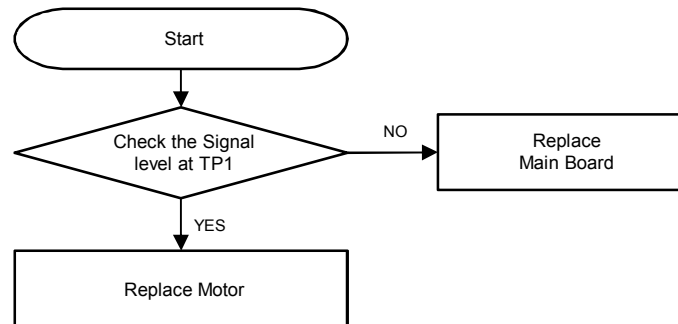 Start
Check the Signal
level at TP1
NO
Replace
Main Board
YES
Replace Motor